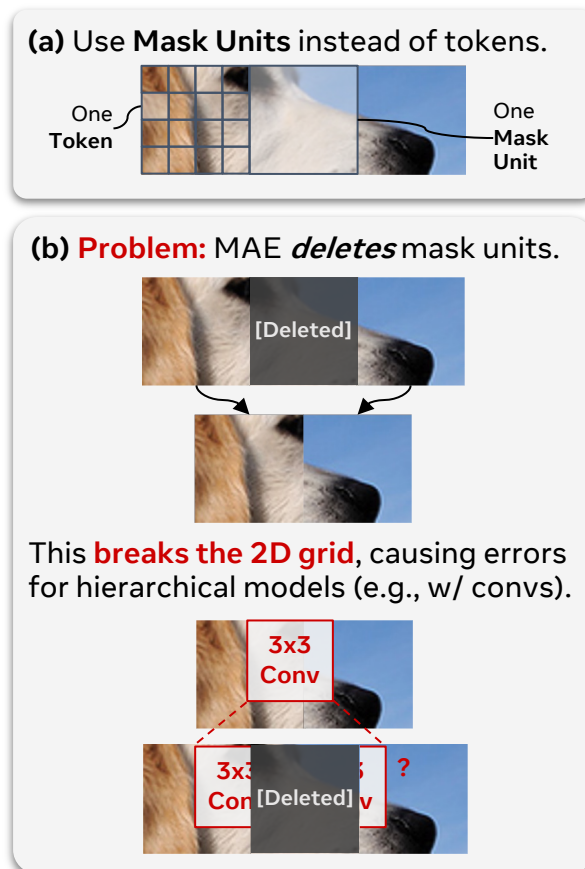 (a) Use Mask Units instead of tokens.
One
Token
One
Mask
Unit
(b) Problem: MAE deletes mask units.
[Deleted]
This breaks the 2D grid, causing errors
for hierarchical models (e.g., w/ convs).
3x3
Conv
3x3
?
Con
[Deleted]
v